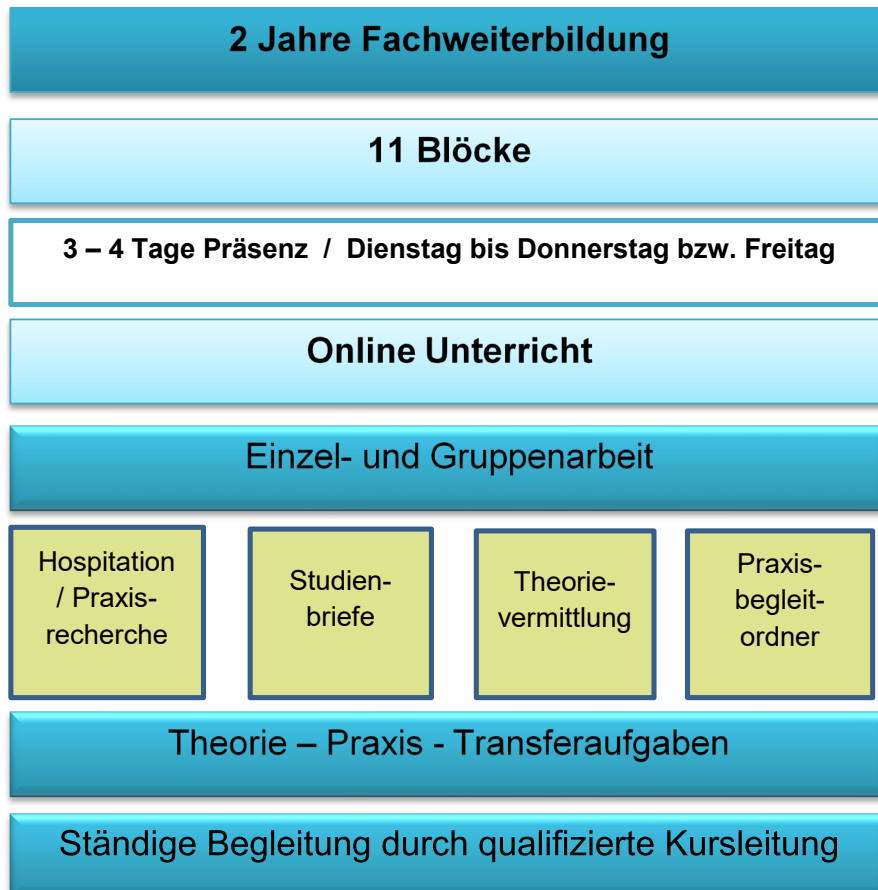 2 Jahre Fachweiterbildung
11 Blöcke
3 – 4 Tage Präsenz / Dienstag bis Donnerstag bzw. Freitag
Online Unterricht
Einzel- und Gruppenarbeit
Hospitation
/ Praxis-
recherche
Studien-
briefe
Theorie-
vermittlung
Praxis-
begleit-
ordner
Theorie – Praxis - Transferaufgaben
Ständige Begleitung durch qualifizierte Kursleitung